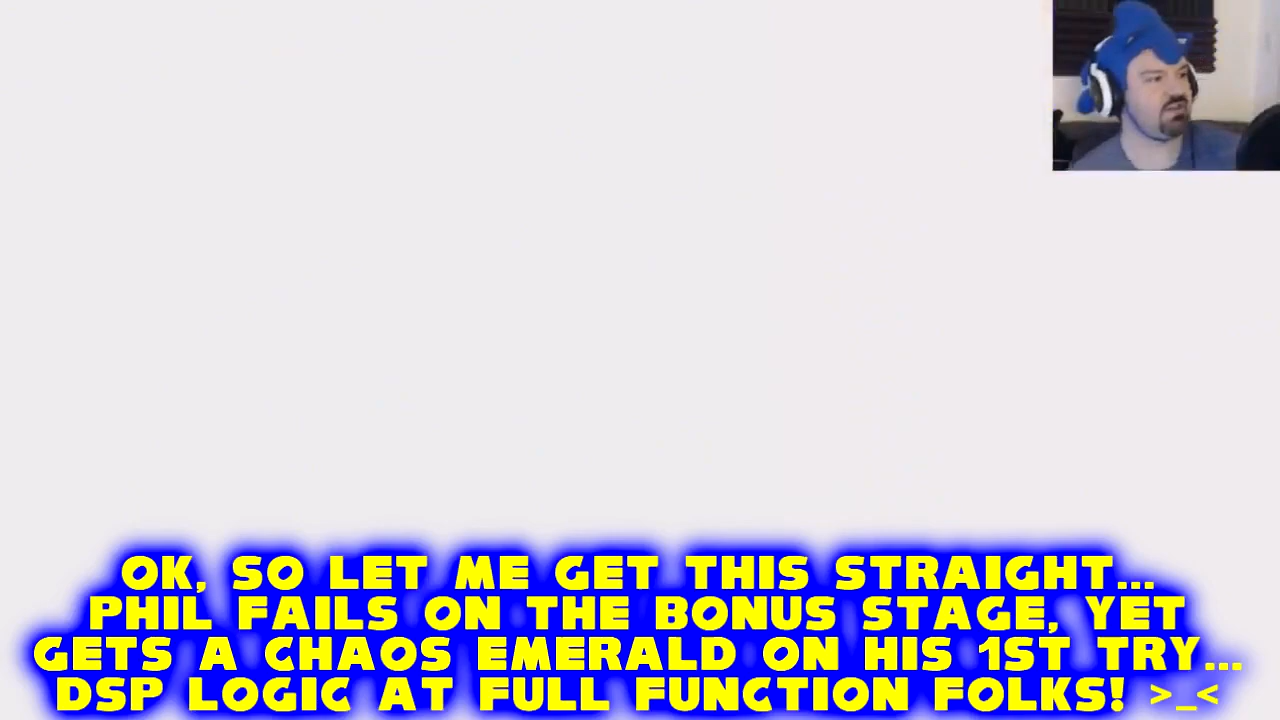 OK, SO LET ME GET THIS STRAIGHT...
PHIL FAILS ON THE BONUS STAGE, YET
GETS A CHAOS EMERALD ON HIS 1ST TRY...
DSP LOGIC AT FULL FUNCTION FOLKS! >_<